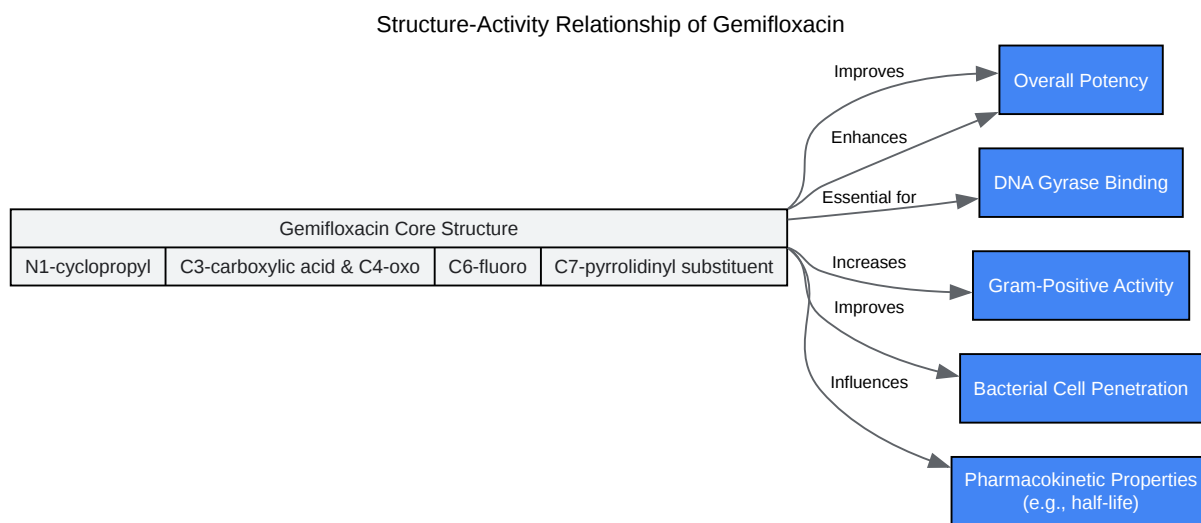 Structure-Activity Relationship of Gemifloxacin
Improves
Overall Potency
Enhances
DNA Gyrase Binding
Essential for
Gemifloxacin Core Structure
N1-cyclopropyl
C3-carboxylic acid & C4-oxo
C6-fluoro
C7-pyrrolidinyl substituent
Increases
Gram-Positive Activity
Improves
Bacterial Cell Penetration
Influences
Pharmacokinetic Properties
(e.g., half-life)